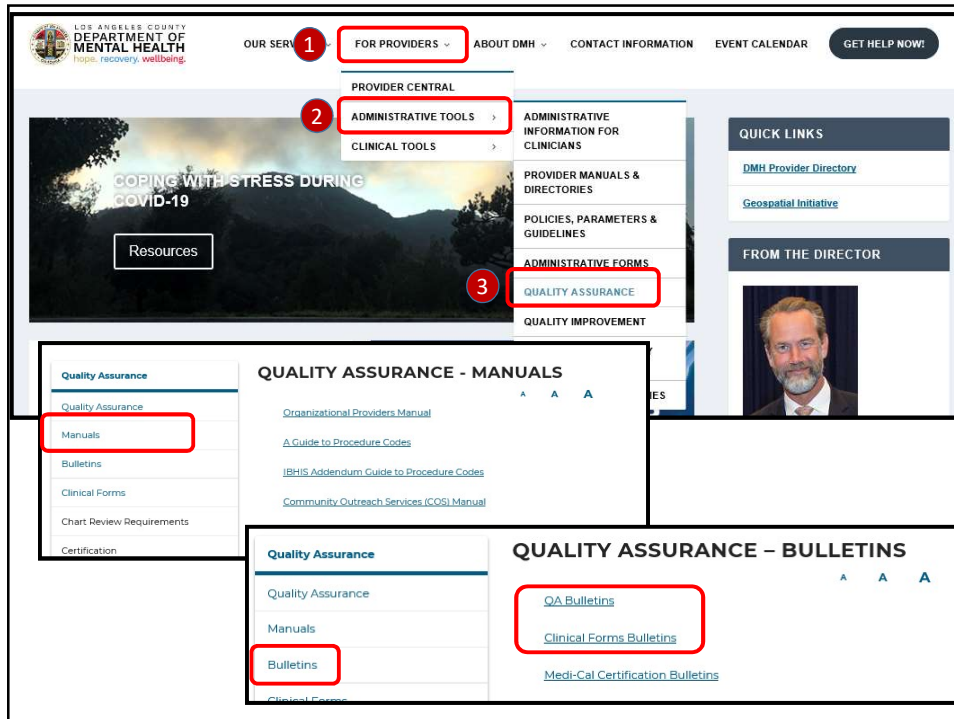 LOS ANGELES COUNTY
DEPARTMENT OF
MENTAL HEALTH
hope. recovery. wellbeing.
OUR SERV
1
FOR PROVIDERS
ABOUT DMH
CONTACT INFORMATION
EVENT CALENDAR
GET HELP NOW!
PROVIDER CENTRAL
2
ADMINISTRATIVE TOOLS >
CLINICAL TOOLS >
ADMINISTRATIVE
INFORMATION FOR
CLINICIANS
PROVIDER MANUALS &
DIRECTORIES
POLICIES, PARAMETERS &
GUIDELINES
ADMINISTRATIVE FORMS
3
QUALITY ASSURANCE
QUALITY IMPROVEMENT
IES
COPING WITH STRESS DURING
COVID-19
Resources
QUICK LINKS
DMH Provider Directory
Geospatial Initiative
FROM THE DIRECTOR
Quality Assurance
Quality Assurance
Manuals
Bulletins
Clinical Forms
Chart Review Requirements
Certification
QUALITY ASSURANCE - MANUALS
A A A
Organizational Providers Manual
A Guide to Procedure Codes
IBHIS Addendum Guide to Procedure Codes
Community Outreach Services (COS) Manual
Quality Assurance
Quality Assurance
Manuals
Bulletins
Clinical Forms
QUALITY ASSURANCE – BULLETINS
A A A
QA Bulletins
Clinical Forms Bulletins
Medi-Cal Certification Bulletins